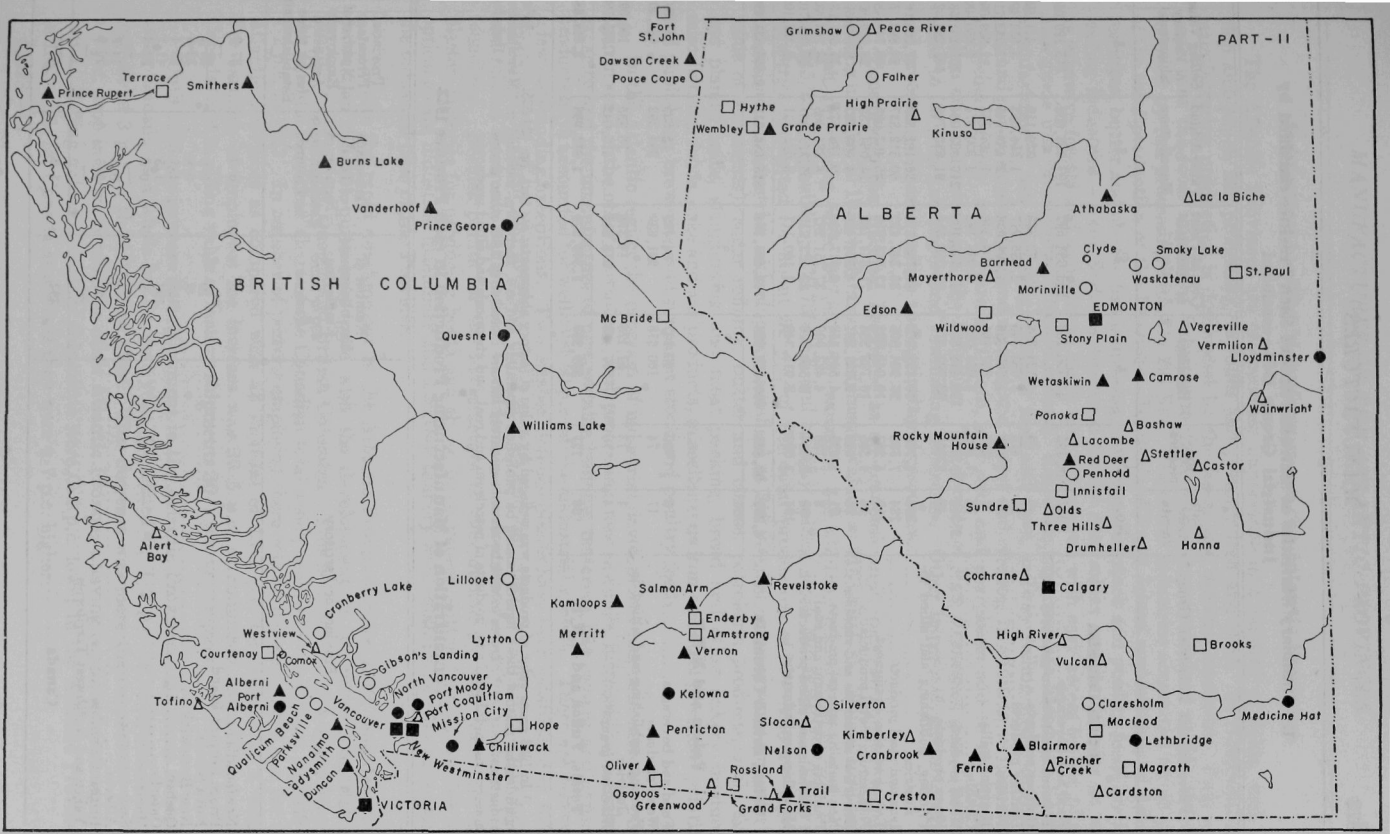 PART-II
Fort
St. John
Grimshaw
Peace River
Dawson Creek
Pouce Coupe
Falher
Terrace
Prince Rupert
Smithers
Hythe
High Prairie
Wembley
Grande Prairie
Kinuso
Burns Lake
Vanderhoof
Prince George
ALBERTA
Athabaska
Lac la Biche
BRITISH COLUMBIA
Clyde
Smoky Lake
Barrhead
Mayerthorpe
Waskatenau
St. Paul
Morinville
Edson
Wildwood
EDMONTON
Stony Plain
Mc Bride
Vegreville
Vermilion
Lloydminster
Quesnel
Wetaskiwin
Camrose
Wainwright
Ponoka
Bashaw
Williams Lake
Rocky Mountain
House
Lacombe
Red Deer
Stettler
Castor
Penhold
Innisfail
Sundre
Olds
Three Hills
Drumheller
Hanna
Alert
Bay
Cochrane
Calgary
Lillooet
Salmon Arm
Revelstoke
Kamloops
Enderby
Armstrong
Cranberry Lake
Westview
Lytton
Merritt
Vernon
High River
Brooks
Vulcan
Courtenay
Comox
Gibson's Landing
Alberni
Port
Alberni
Tofino
North Vancouver
Port Moody
Port Coquitlam
Mission City
Vancouver
New Westminster
Qualicum Beach
Parksville
Nanaimo
Ladysmith
Duncan
VICTORIA
Hope
Chilliwack
Kelowna
Penticton
Oliver
Osoyoos
Greenwood
Grand Forks
Rossland
Trail
Silverton
Slocan
Nelson
Kimberley
Cranbrook
Fernie
Creston
Claresholm
Macleod
Medicine Hat
Lethbridge
Blairmore
Pincher
Creek
Magrath
Cardston